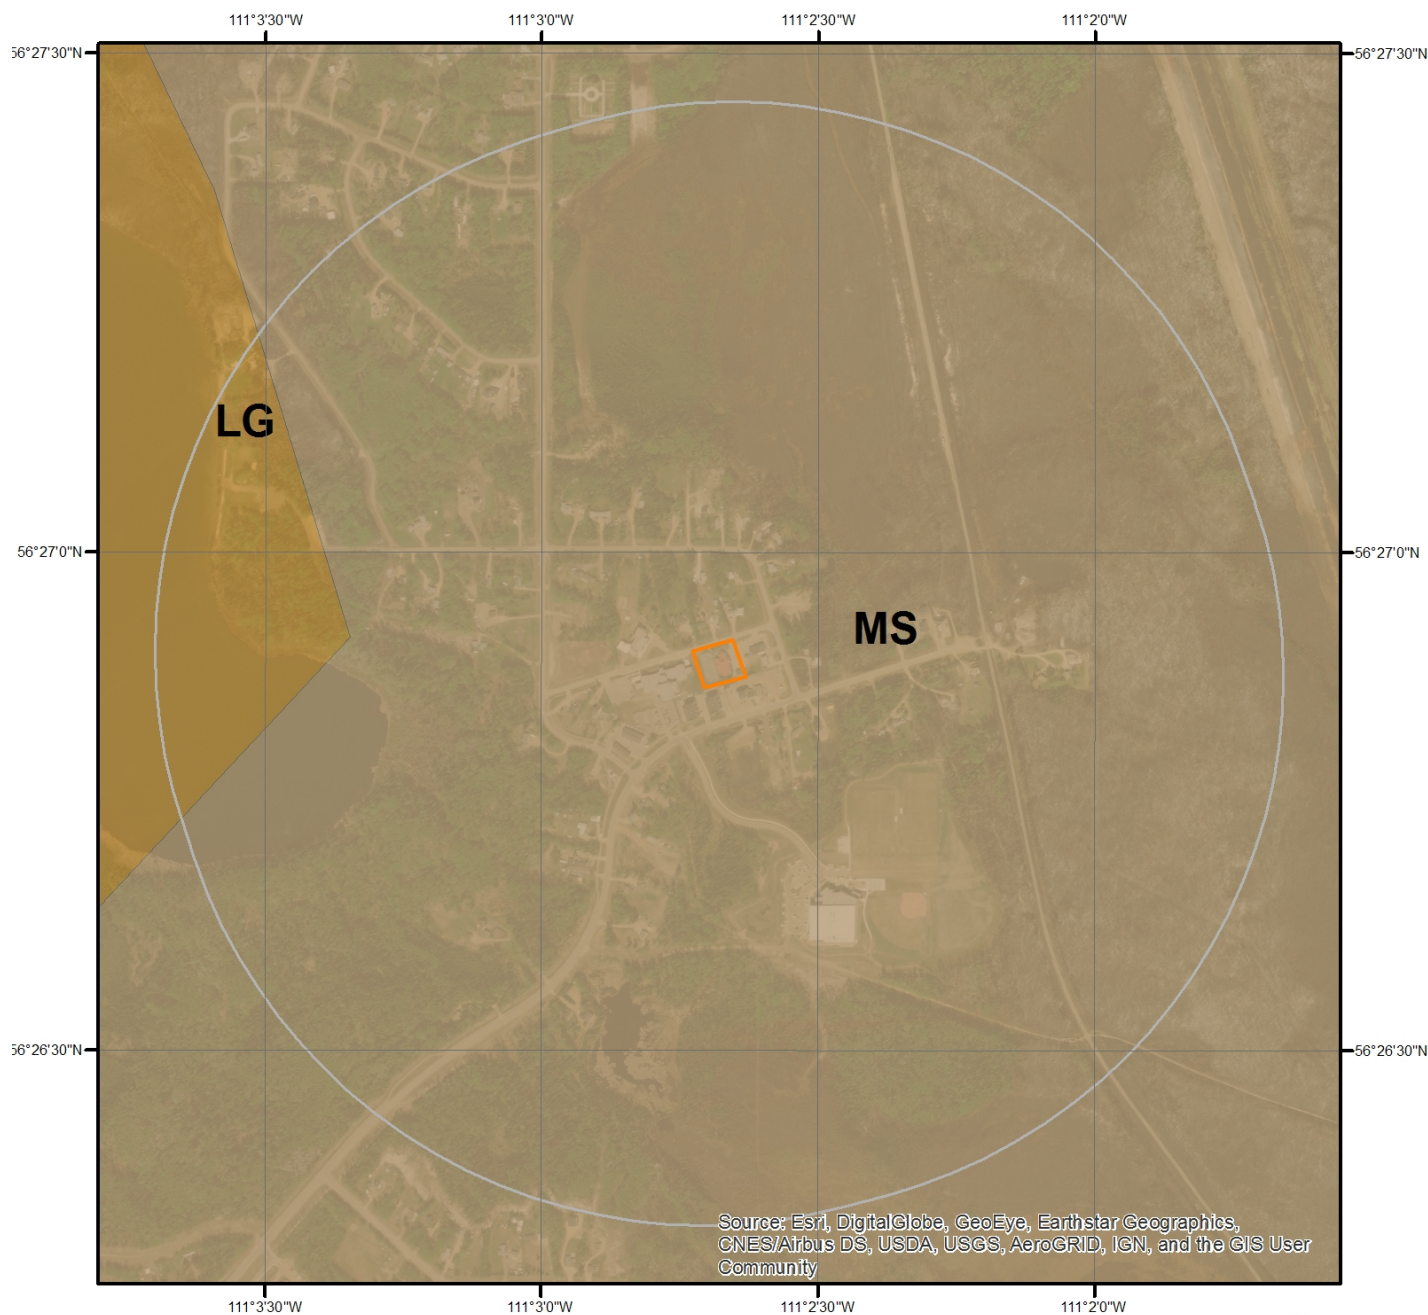 111°3'30"W 111°3'0"W 111°2'30"W 111°2'0"W
56°27'30"N 56°27'30"N
LG
56°27'0"N 56°27'0"N
MS
56°26'30"N 56°26'30"N
Source: Esri, DigitalGlobe, GeoEye, Earthstar Geographics,
CNES/Airbus DS, USDA, USGS, AeroGRID, IGN, and the GIS User
Community
111°3'30"W 111°3'0"W 111°2'30"W 111°2'0"W